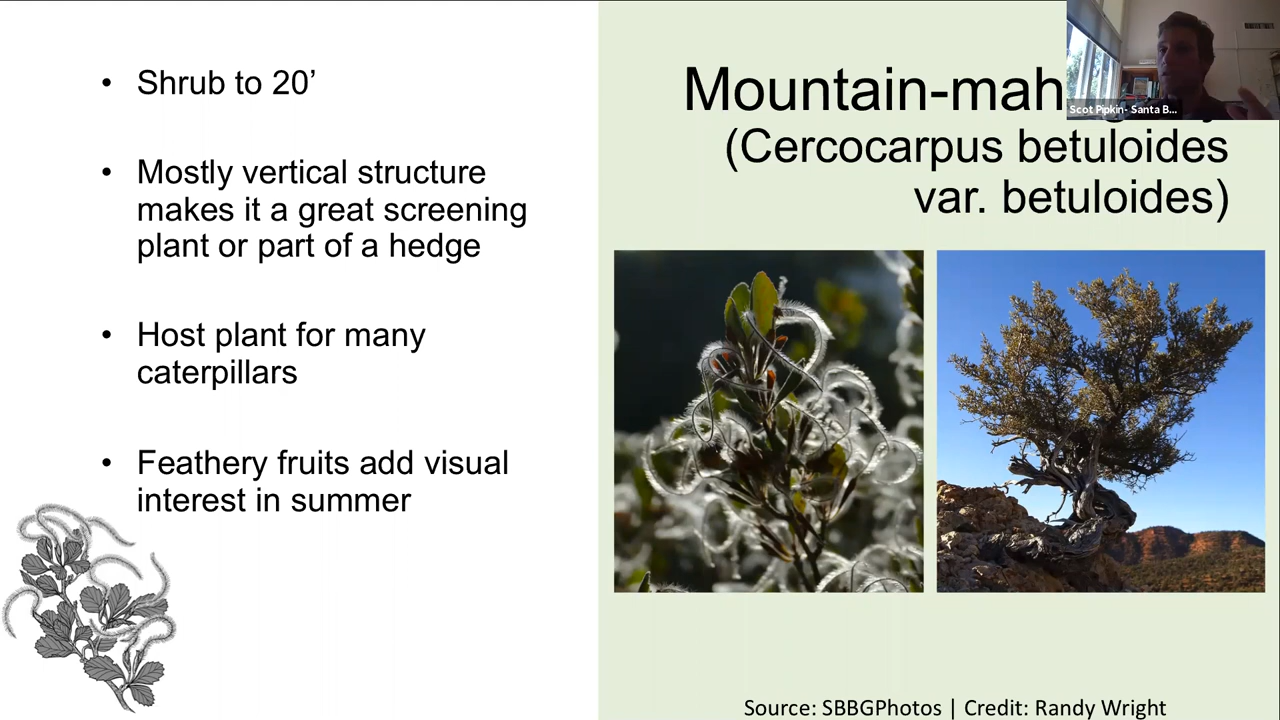 • Shrub to 20’
• Mostly vertical structure
makes it a great screening
plant or part of a hedge
• Host plant for many
caterpillars
• Feathery fruits add visual
interest in summer
Mountain-mah
(Cercocarpus betuloides
var. betuloides)
Scot Pipkin- Santa B...
Source: SBBGPhotos | Credit: Randy Wright